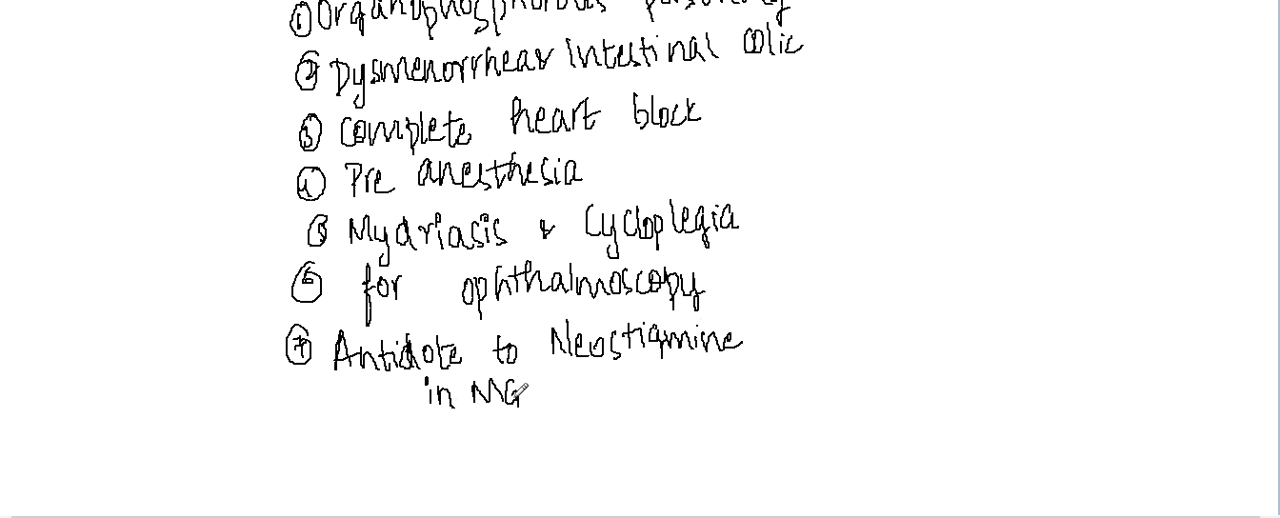 ① Organophosphorous poisoning
② Dysmenorrhea & Intestinal colic
③ Complete heart block
④ Pre anesthesia
⑤ Mydriasis & Cycloplegia
⑥ for ophthalmoscopy
⑦ Antidote to Neostigmine
in MG